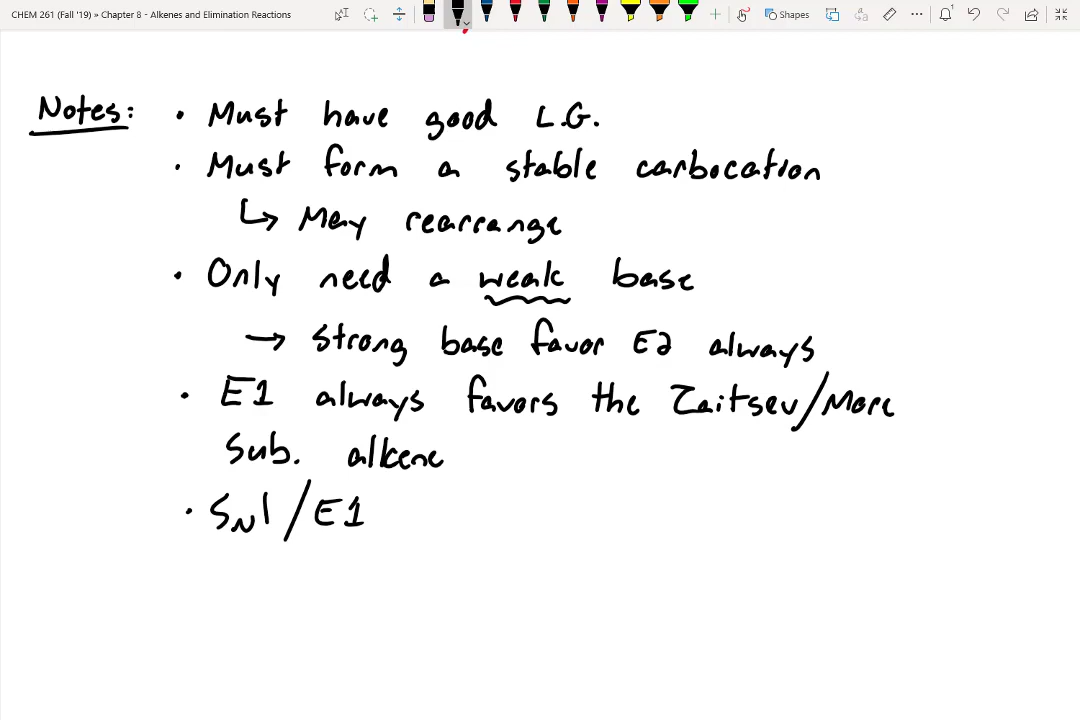 CHEM 261 (Fall '19) » Chapter 8 - Alkenes and Elimination Reactions
Shapes
Notes: • Must have good L.G.
• Must form a stable carbocation
↳ May rearrange
• Only need a weak base
→ Strong base favor E2 always
• E1 always favors the Zaitsev/More
Sub. alkene
• SN1/E1